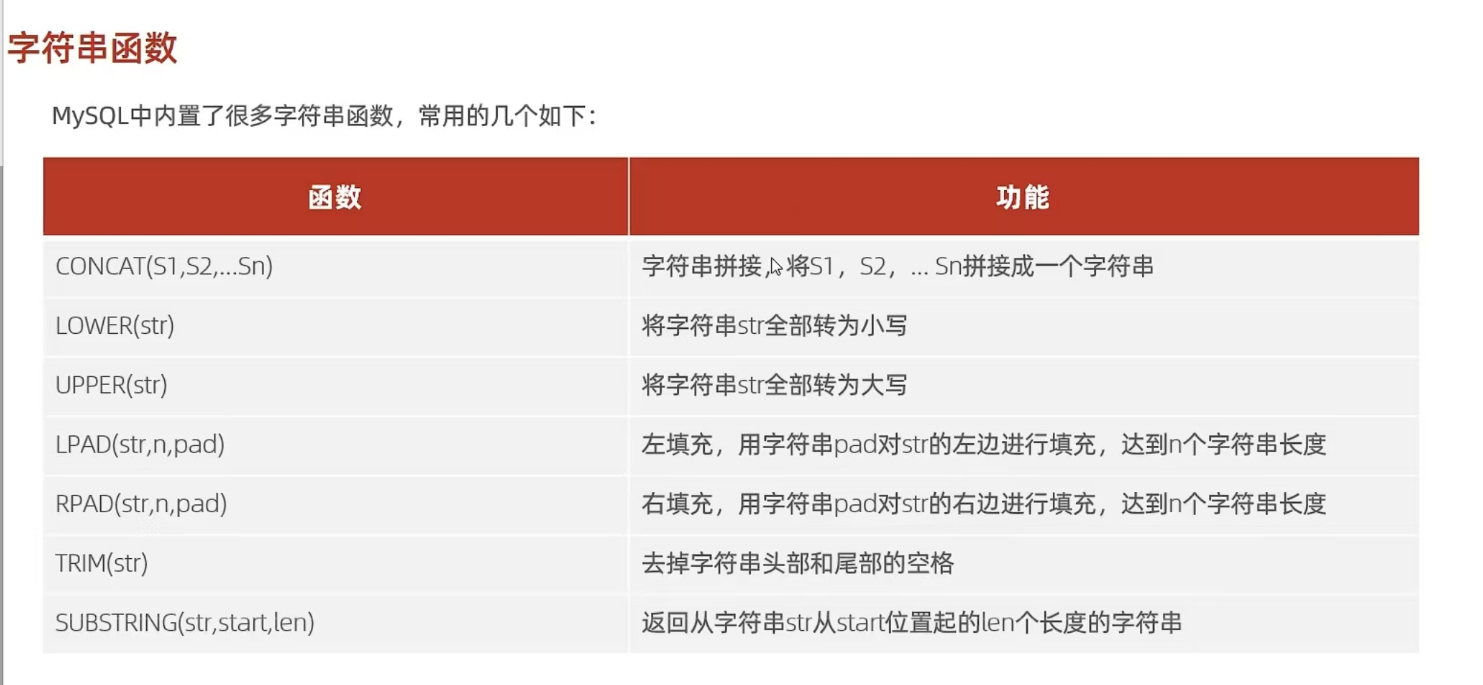 字符串函数
MySQL中内置了很多字符串函数，常用的几个如下：
函数 功能
CONCAT(S1,S2,...Sn) 字符串拼接，将S1，S2，... Sn拼接成一个字符串
LOWER(str) 将字符串str全部转为小写
UPPER(str) 将字符串str全部转为大写
LPAD(str,n,pad) 左填充，用字符串pad对str的左边进行填充，达到n个字符串长度
RPAD(str,n,pad) 右填充，用字符串pad对str的右边进行填充，达到n个字符串长度
TRIM(str) 去掉字符串头部和尾部的空格
SUBSTRING(str,start,len) 返回从字符串str从start位置起的len个长度的字符串